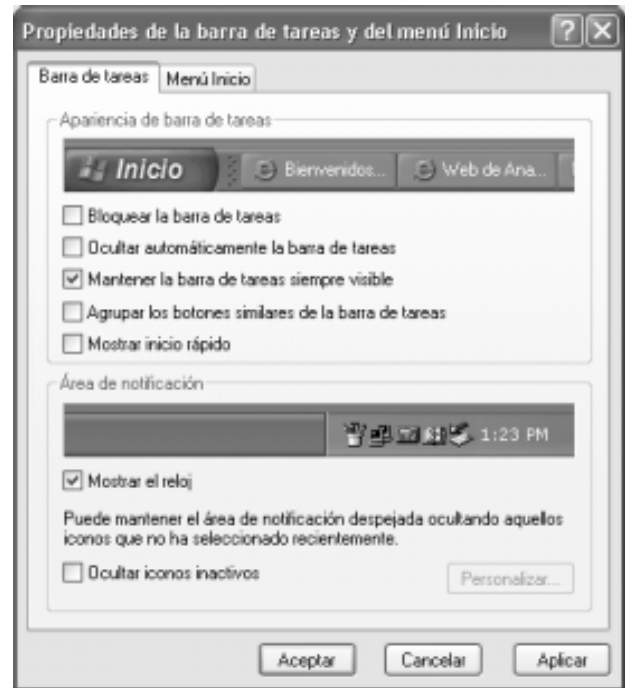 Propiedades de la barra de tareas y del menú Inicio
Barra de tareas Menú Inicio
Apariencia de barra de tareas
Inicio Bienvenidos... Web de Ana...
Bloquear la barra de tareas
Ocultar automáticamente la barra de tareas
Mantener la barra de tareas siempre visible
Agrupar los botones similares de la barra de tareas
Mostrar inicio rápido
Área de notificación
1:23 PM
Mostrar el reloj
Puede mantener el área de notificación despejada ocultando aquellos
iconos que no ha seleccionado recientemente.
Ocultar iconos inactivos Personalizar...
Aceptar Cancelar Aplicar